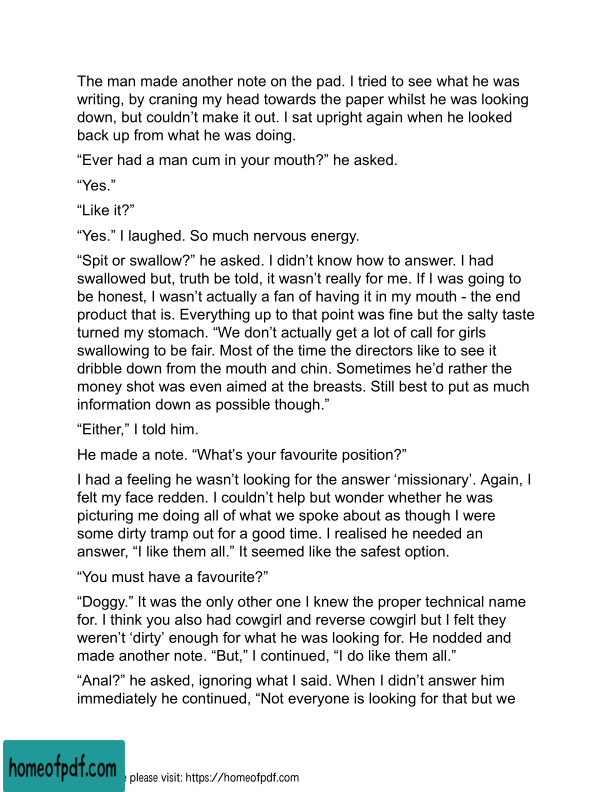 The man made another note on the pad. I tried to see what he was
writing, by craning my head towards the paper whilst he was looking
down, but couldn’t make it out. I sat upright again when he looked
back up from what he was doing.
“Ever had a man cum in your mouth?” he asked.
“Yes.”
“Like it?”
“Yes.” I laughed. So much nervous energy.
“Spit or swallow?” he asked. I didn’t know how to answer. I had
swallowed but, truth be told, it wasn’t really for me. If I was going to
be honest, I wasn’t actually a fan of having it in my mouth - the end
product that is. Everything up to that point was fine but the salty taste
turned my stomach. “We don’t actually get a lot of call for girls
swallowing to be fair. Most of the time the directors like to see it
dribble down from the mouth and chin. Sometimes he’d rather the
money shot was even aimed at the breasts. Still best to put as much
information down as possible though.”
“Either,” I told him.
He made a note. “What’s your favourite position?”
I had a feeling he wasn’t looking for the answer ‘missionary’. Again, I
felt my face redden. I couldn’t help but wonder whether he was
picturing me doing all of what we spoke about as though I were
some dirty tramp out for a good time. I realised he needed an
answer, “I like them all.” It seemed like the safest option.
“You must have a favourite?”
“Doggy.” It was the only other one I knew the proper technical name
for. I think you also had cowgirl and reverse cowgirl but I felt they
weren’t ‘dirty’ enough for what he was looking for. He nodded and
made another note. “But,” I continued, “I do like them all.”
“Anal?” he asked, ignoring what I said. When I didn’t answer him
immediately he continued, “Not everyone is looking for that but we
homeofpdf.com
please visit: https://homeofpdf.com